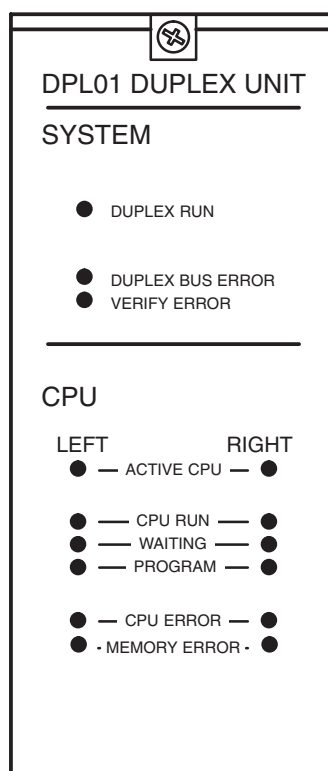 DPL01 DUPLEX UNIT
SYSTEM
DUPLEX RUN
DUPLEX BUS ERROR
VERIFY ERROR
CPU
LEFT RIGHT
ACTIVE CPU
CPU RUN
WAITING
PROGRAM
CPU ERROR
MEMORY ERROR